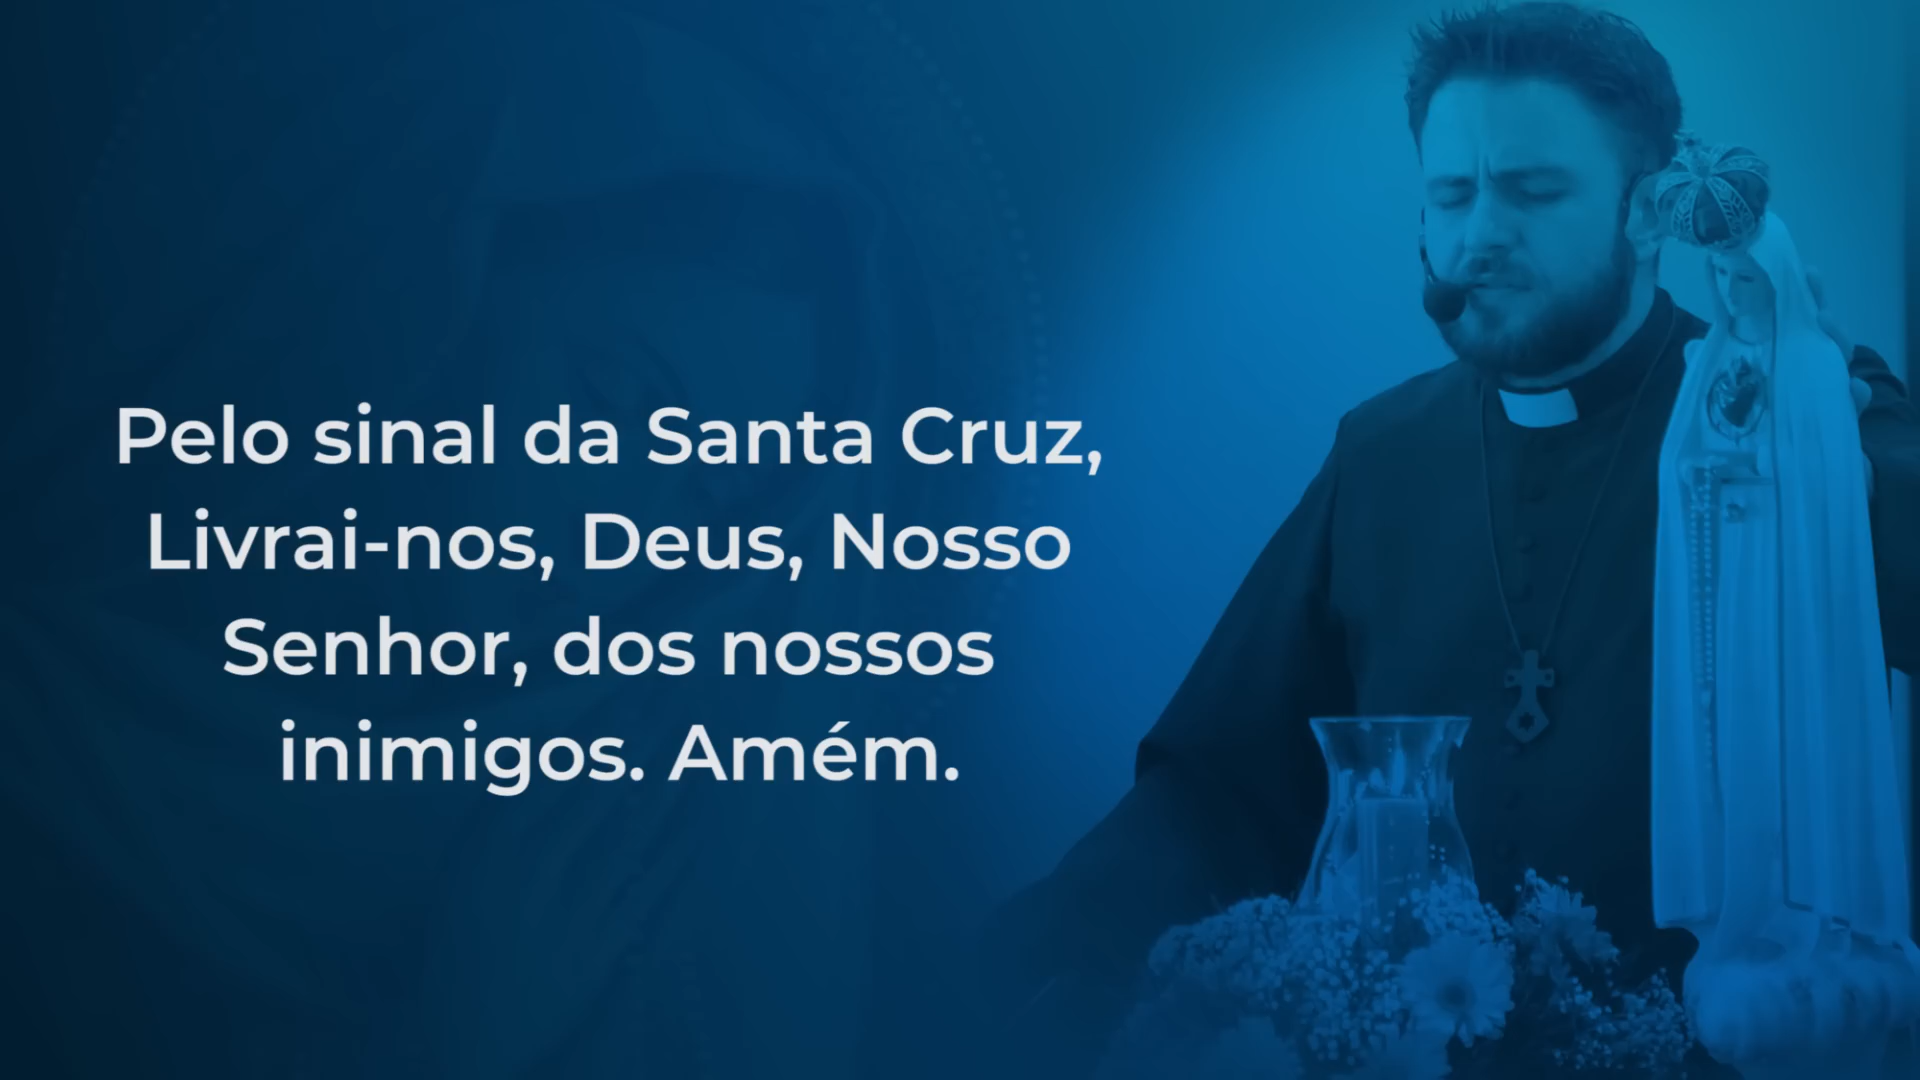 Pelo sinal da Santa Cruz,
Livrai-nos, Deus, Nosso
Senhor, dos nossos
inimigos. Amém.